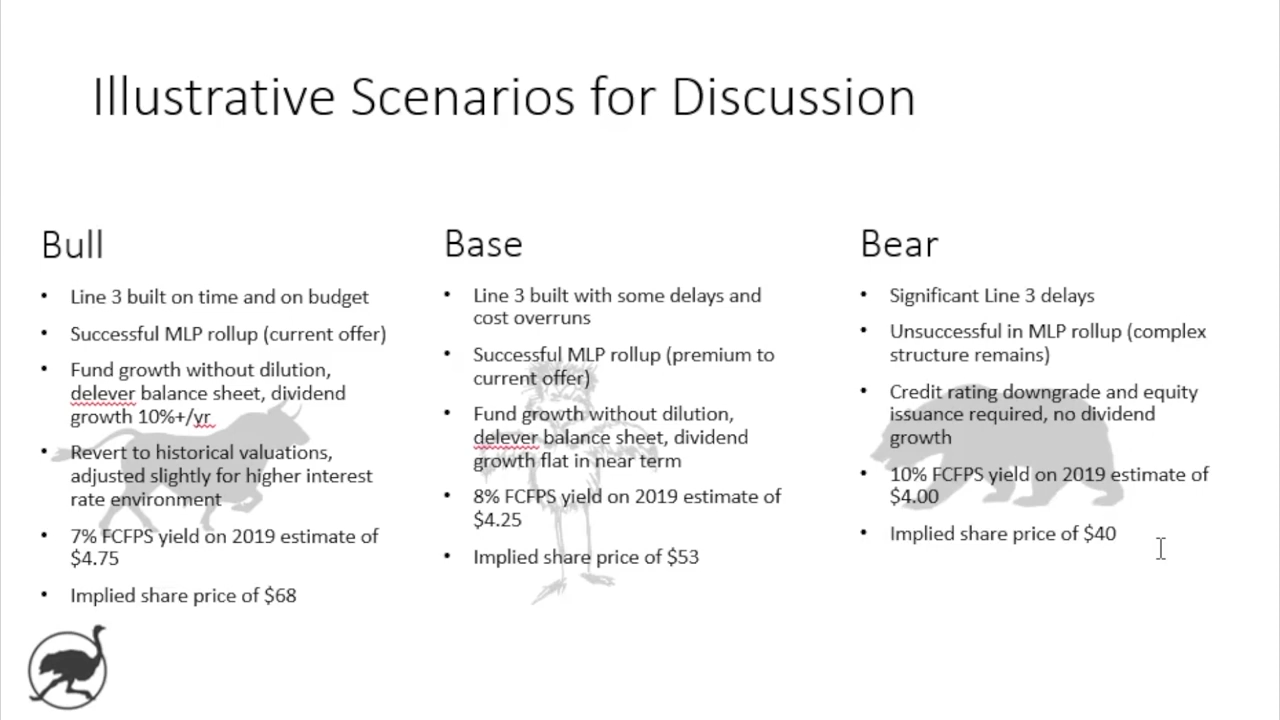 Illustrative Scenarios for Discussion
Bull
• Line 3 built on time and on budget
• Successful MLP rollup (current offer)
• Fund growth without dilution,
delever balance sheet, dividend
growth 10%+/yr
• Revert to historical valuations,
adjusted slightly for higher interest
rate environment
• 7% FCFPS yield on 2019 estimate of
$4.75
• Implied share price of $68
Base
• Line 3 built with some delays and
cost overruns
• Successful MLP rollup (premium to
current offer)
• Fund growth without dilution,
delever balance sheet, dividend
growth flat in near term
• 8% FCFPS yield on 2019 estimate of
$4.25
• Implied share price of $53
Bear
• Significant Line 3 delays
• Unsuccessful in MLP rollup (complex
structure remains)
• Credit rating downgrade and equity
issuance required, no dividend
growth
• 10% FCFPS yield on 2019 estimate of
$4.00
• Implied share price of $40